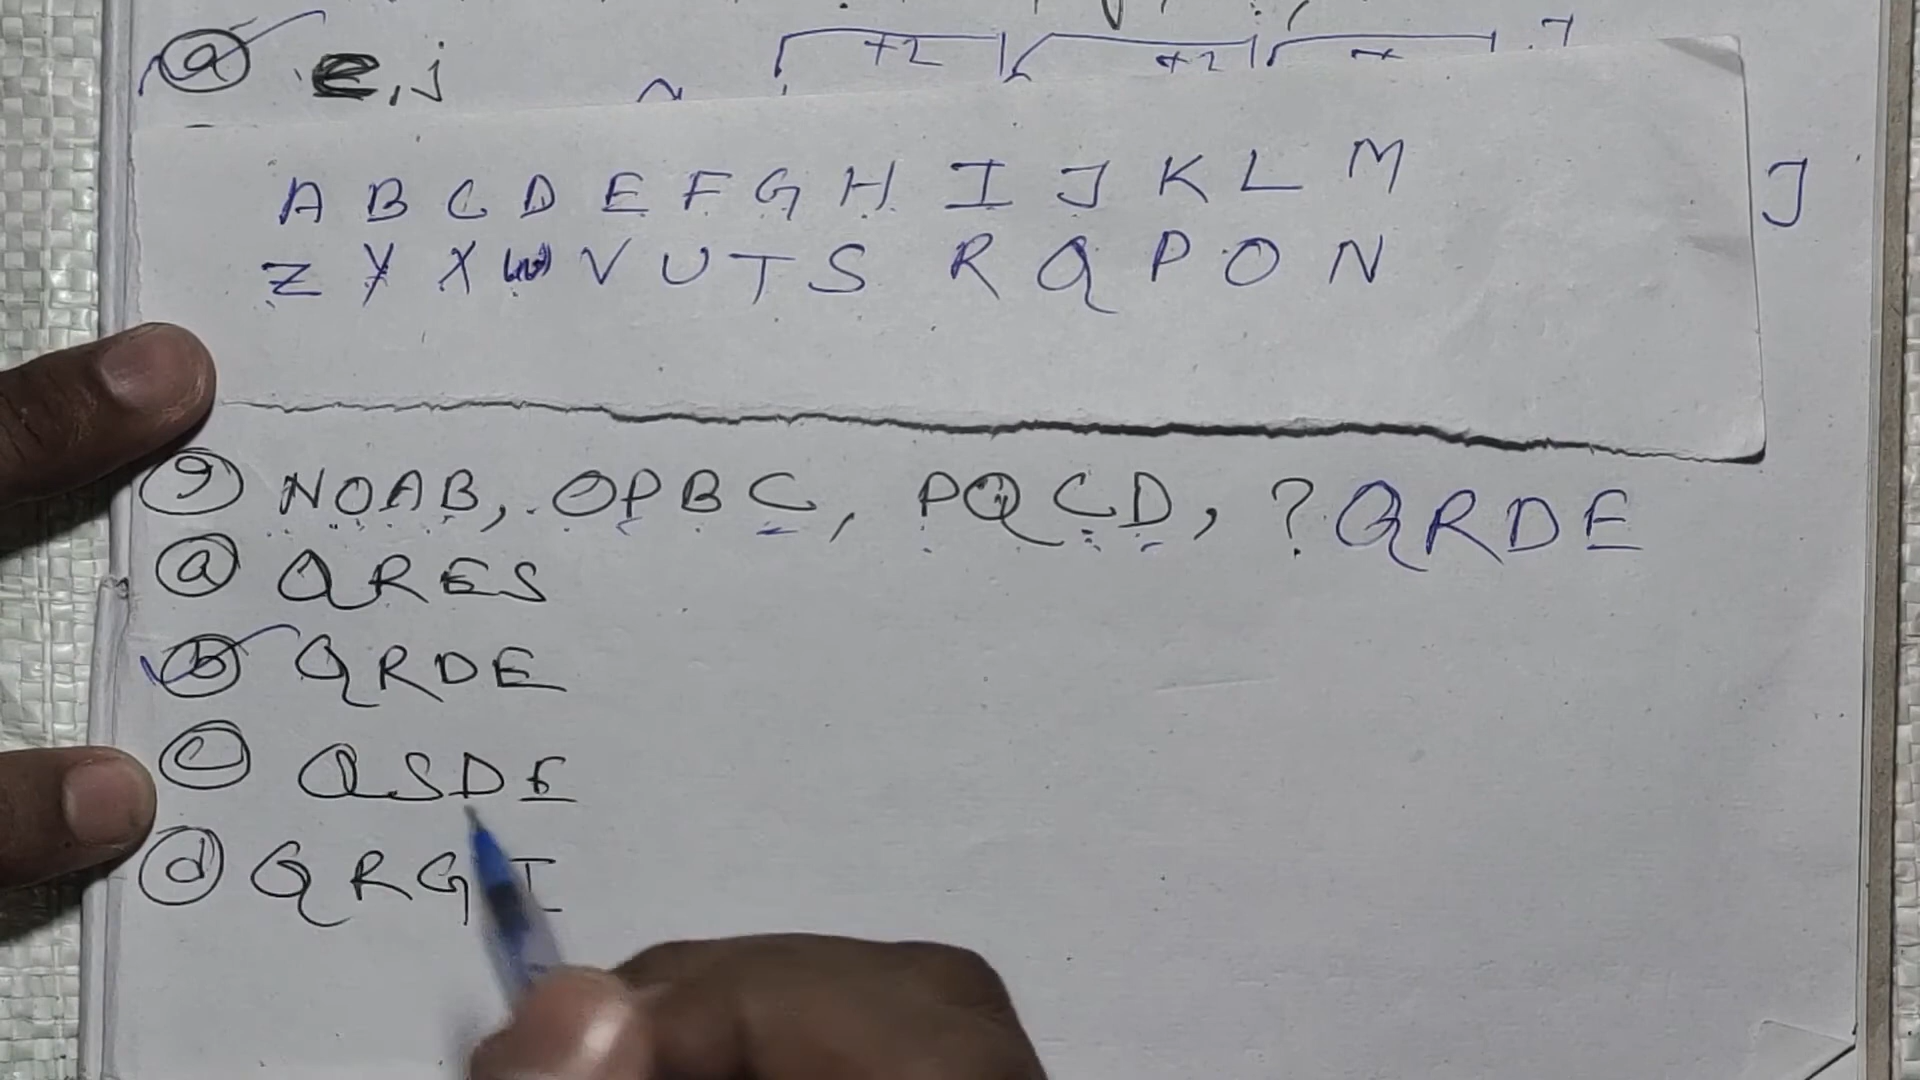 a e, j
+2 +2
A B C D E F G H I J K L M J
Z Y X W V U T S R Q P O N
9 NOAB, OPBC, PQCD, ? QRDE
a QRES
b QRDE
c QSDE
d QRGI